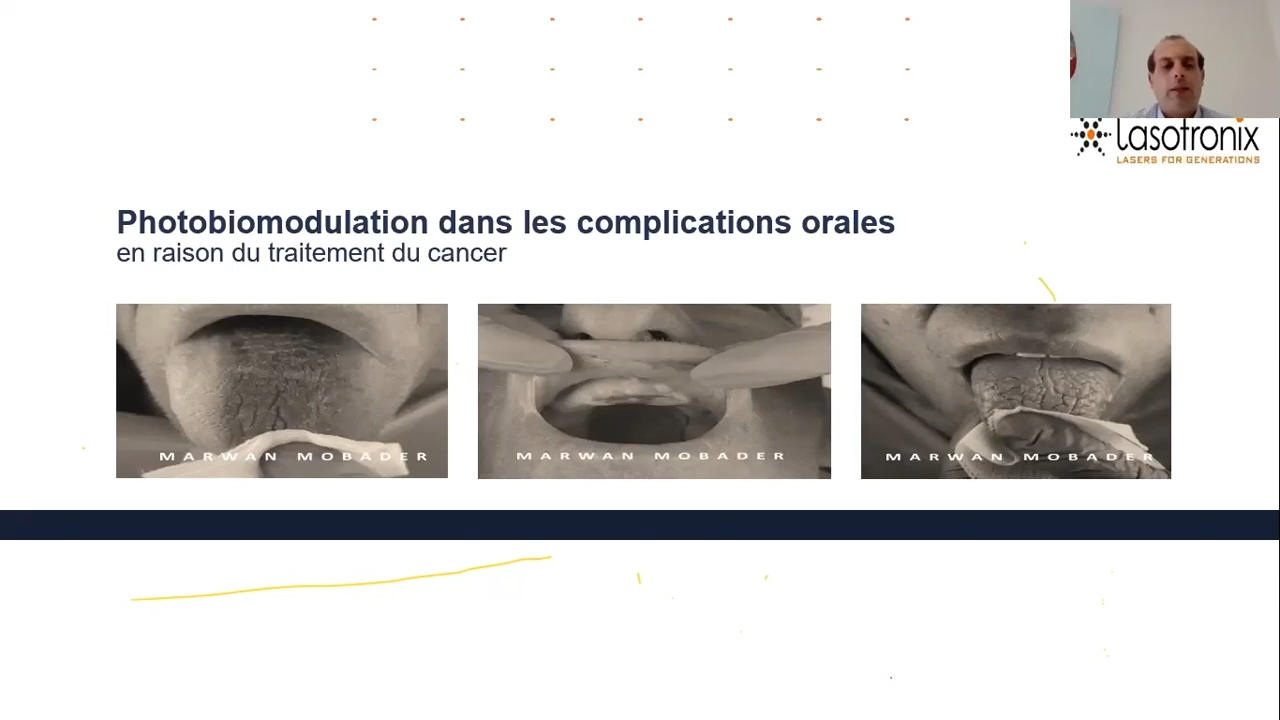 Lasotronix
LASERS FOR GENERATIONS
Photobiomodulation dans les complications orales
en raison du traitement du cancer
MARWAN MOBADER
MARWAN MOBADER
MARWAN MOBADER